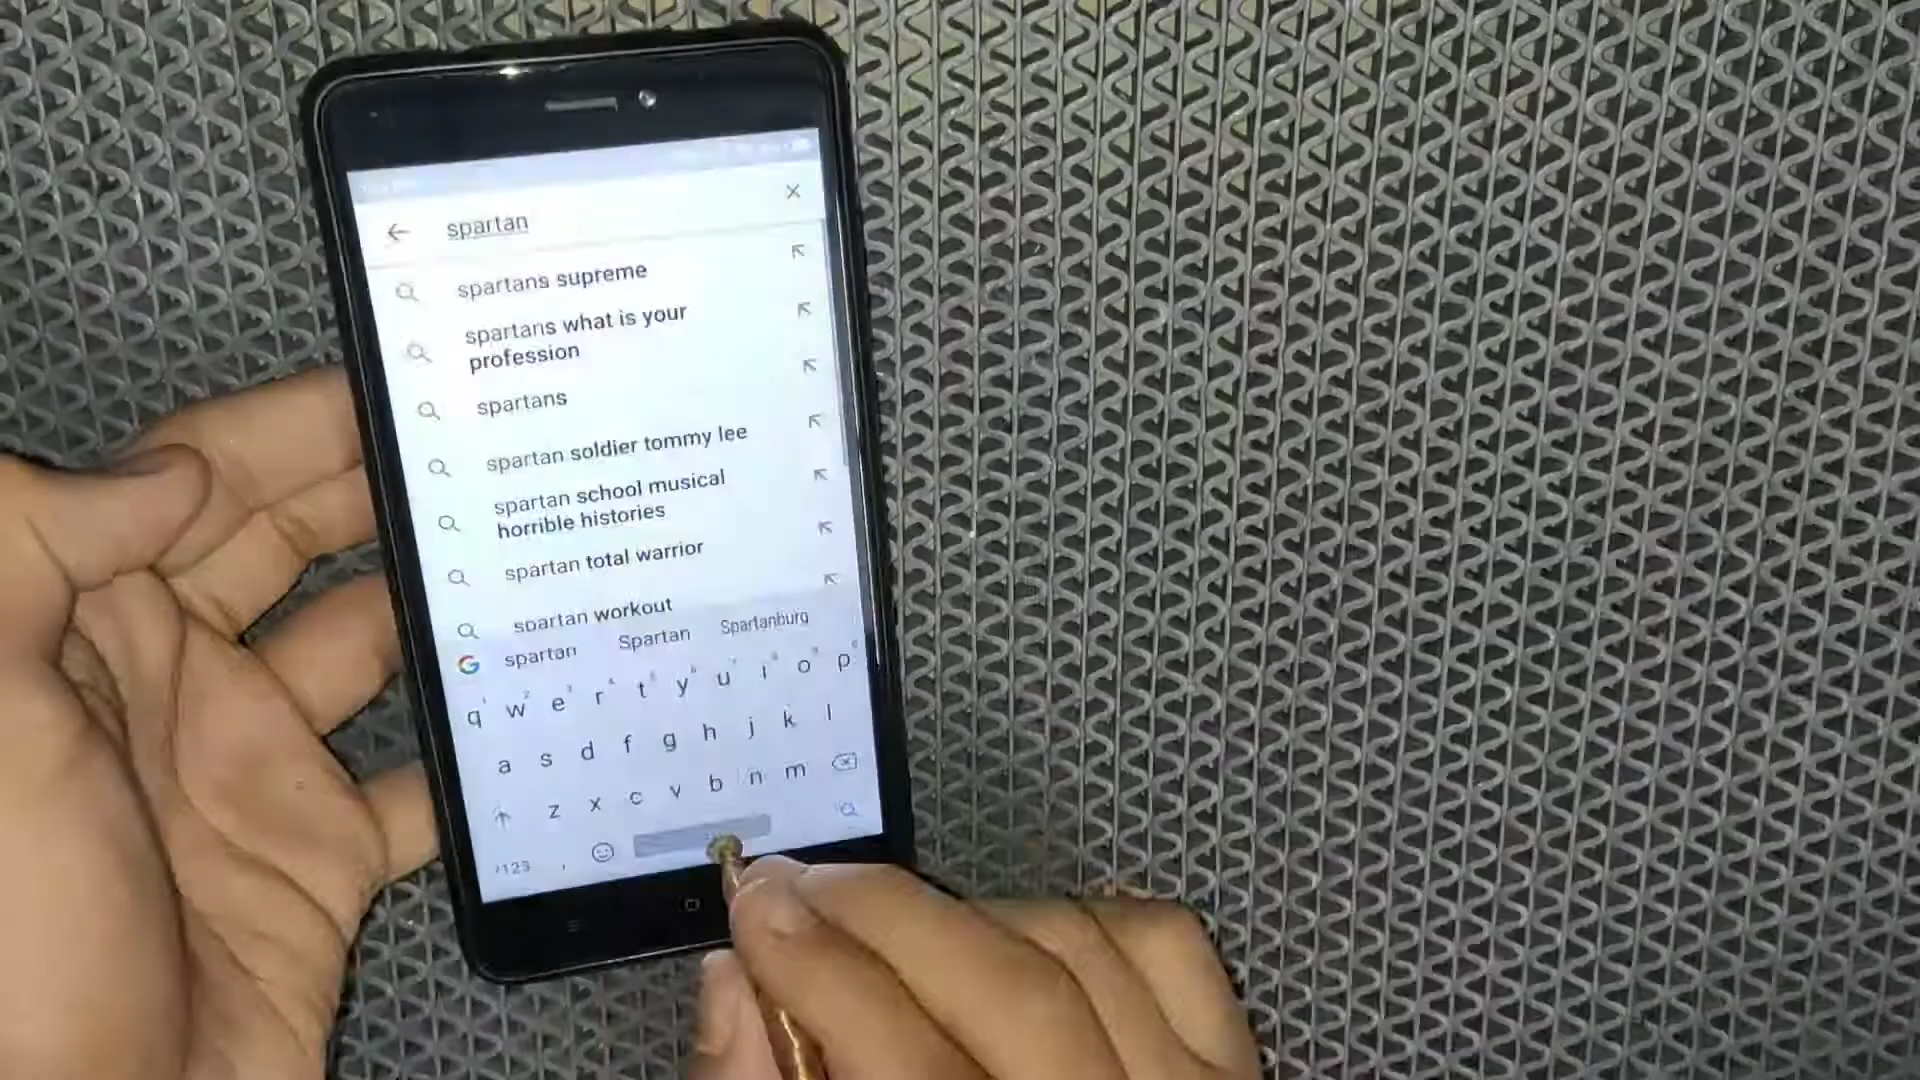 spartan
spartans supreme
spartans what is your
profession
spartans
spartan soldier tommy lee
spartan school musical
horrible histories
spartan total warrior
spartan workout
spartan Spartan Spartanburg
q w e r t y u i o p
a s d f g h j k l
z x c v b n m
?123 ,